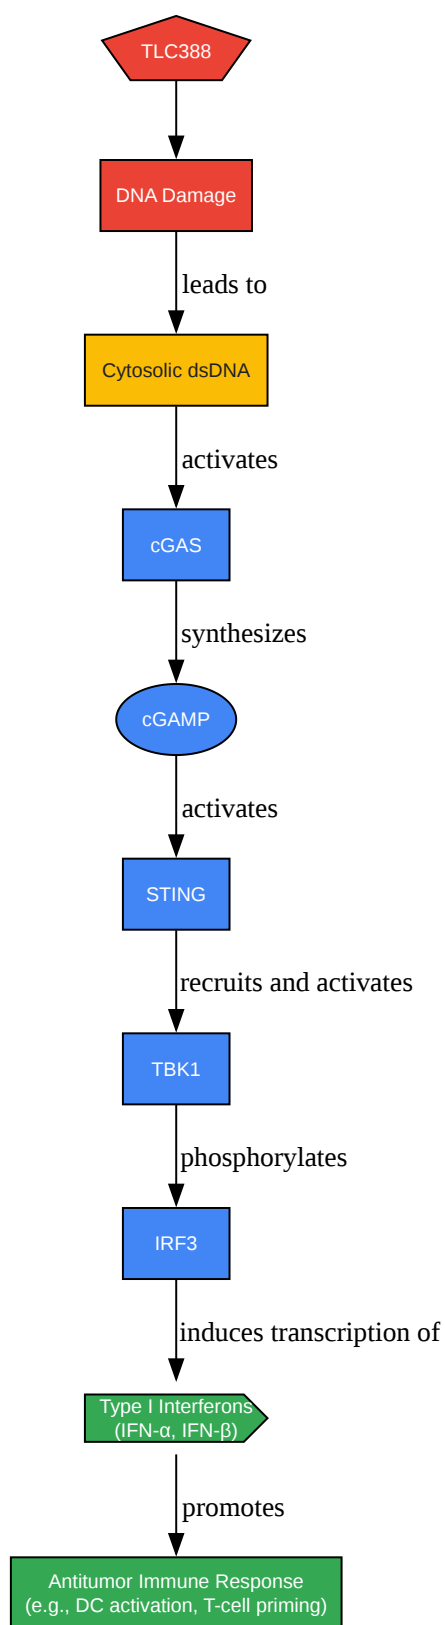 TLC388
DNA Damage
leads to
Cytosolic dsDNA
activates
cGAS
synthesizes
cGAMP
activates
STING
recruits and activates
TBK1
phosphorylates
IRF3
induces transcription of
Type I Interferons
(IFN-α, IFN-β)
promotes
Antitumor Immune Response
(e.g., DC activation, T-cell priming)